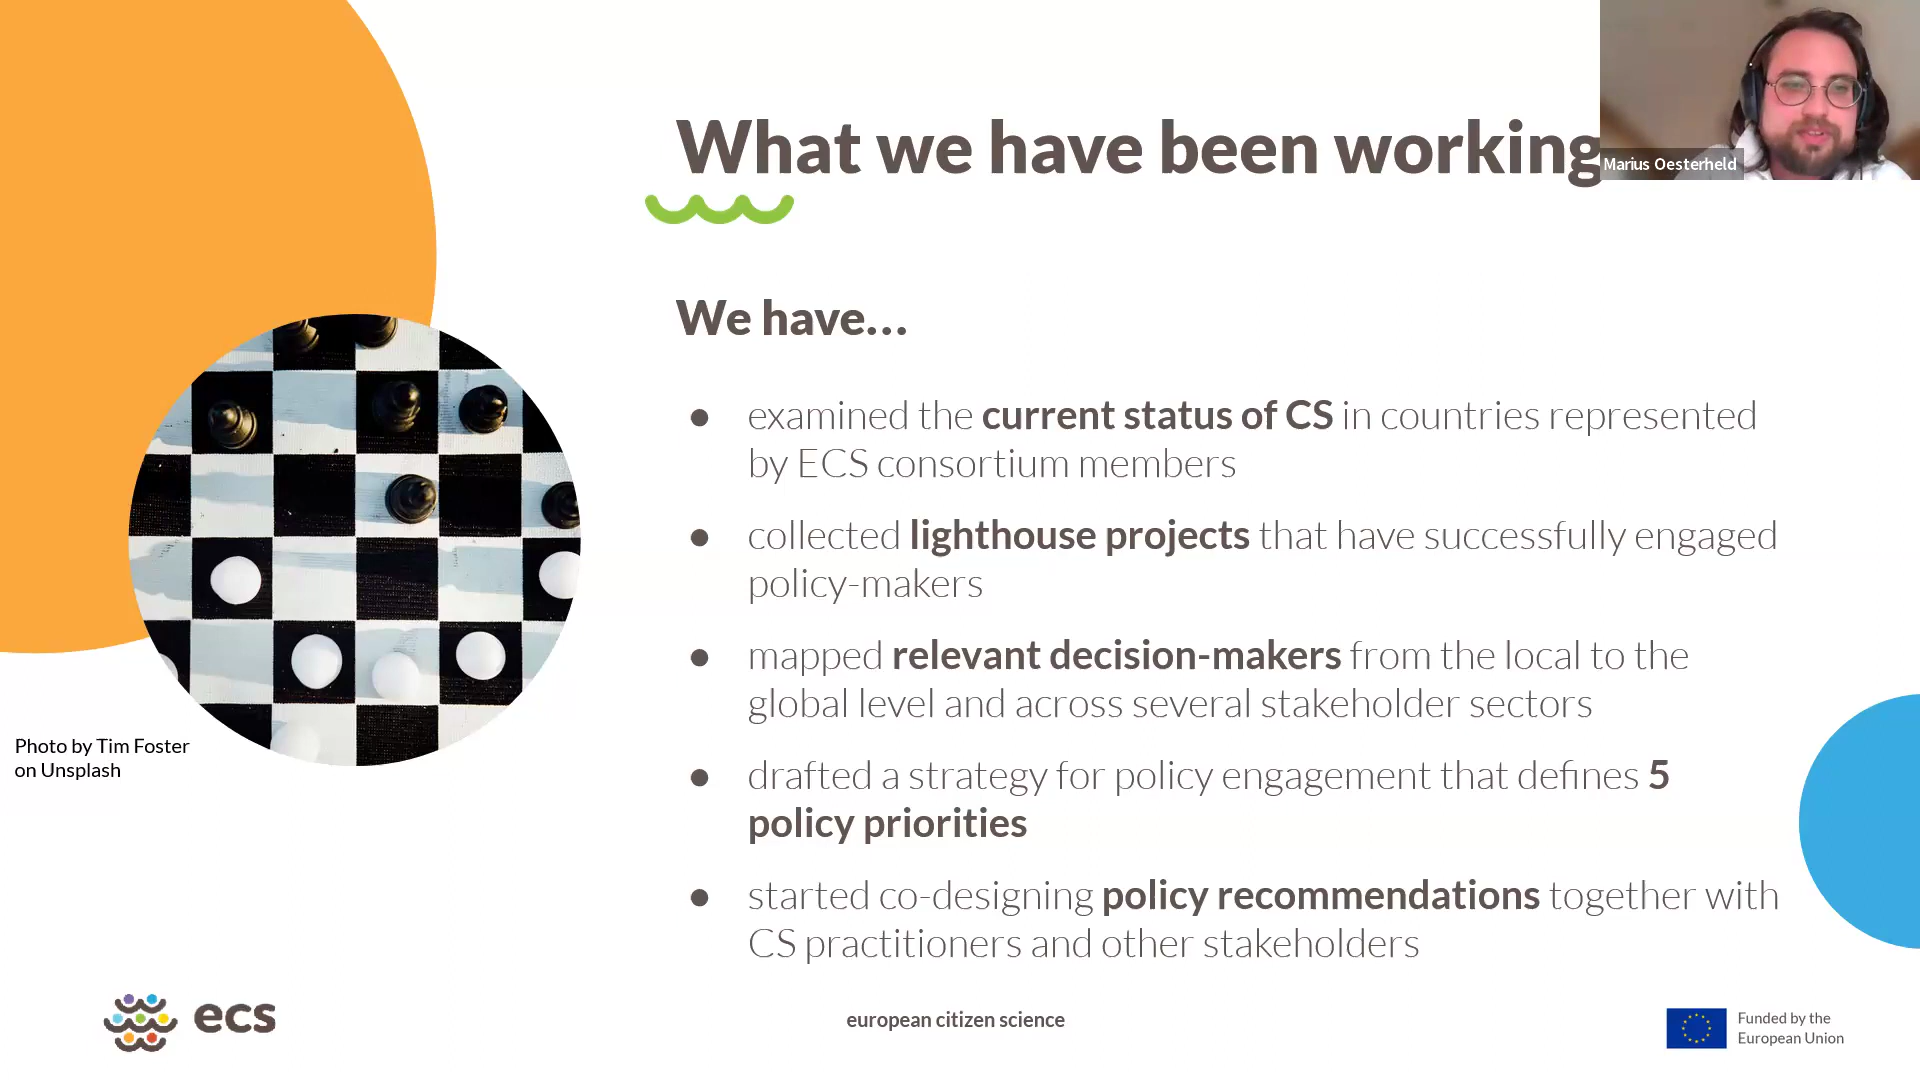 What we have been working
Marius Oesterheld
We have...
● examined the current status of CS in countries represented
by ECS consortium members
● collected lighthouse projects that have successfully engaged
policy-makers
● mapped relevant decision-makers from the local to the
global level and across several stakeholder sectors
● drafted a strategy for policy engagement that defines 5
policy priorities
● started co-designing policy recommendations together with
CS practitioners and other stakeholders
Photo by Tim Foster
on Unsplash
ecs
european citizen science
Funded by the
European Union